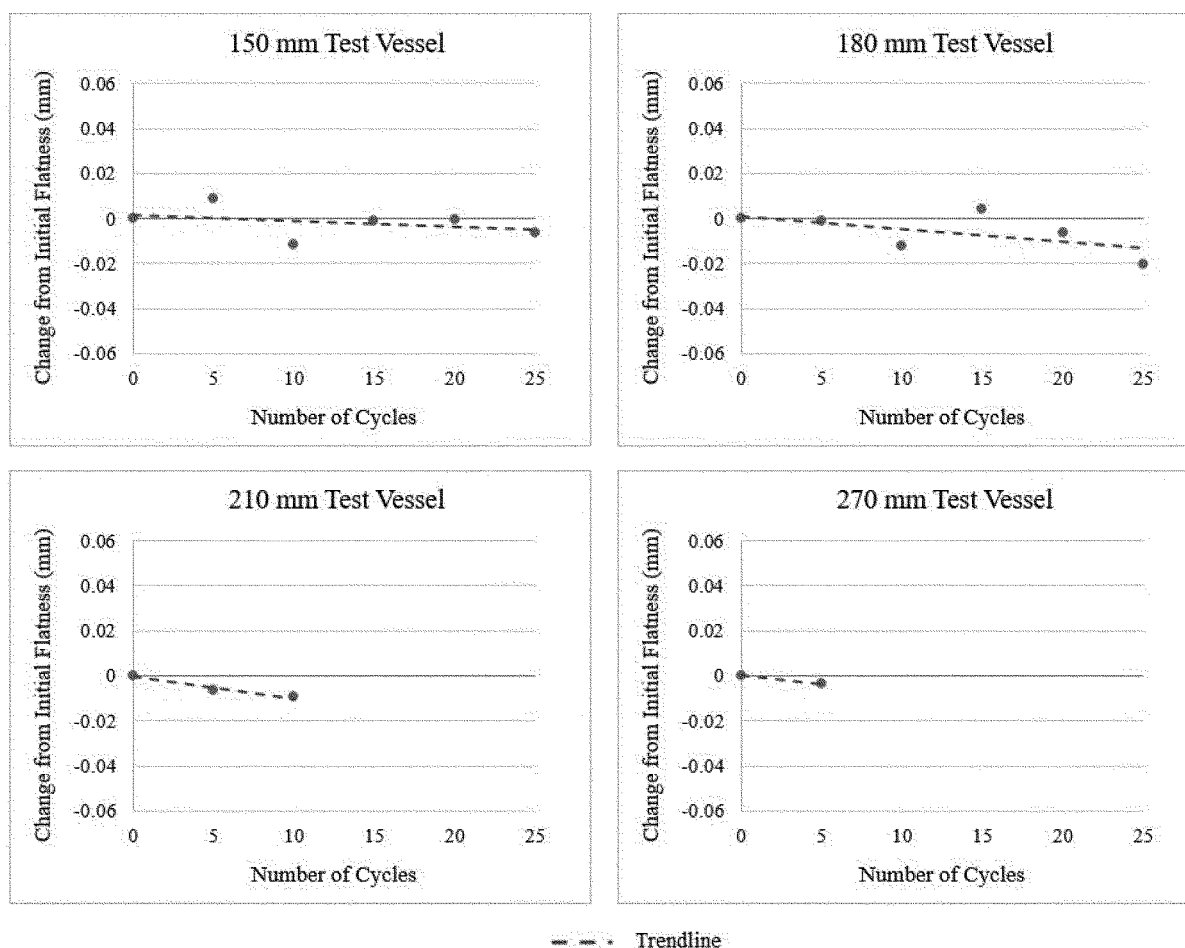 150 mm Test Vessel
Change from Initial Flatness (mm)
0.06
0.04
0.02
0
-0.02
-0.04
-0.06
0 5 10 15 20 25
Number of Cycles
180 mm Test Vessel
Change from Initial Flatness (mm)
0.06
0.04
0.02
0
-0.02
-0.04
-0.06
0 5 10 15 20 25
Number of Cycles
210 mm Test Vessel
Change from Initial Flatness (mm)
0.06
0.04
0.02
0
-0.02
-0.04
-0.06
0 5 10 15 20 25
Number of Cycles
270 mm Test Vessel
Change from Initial Flatness (mm)
0.06
0.04
0.02
0
-0.02
-0.04
-0.06
0 5 10 15 20 25
Number of Cycles
Trendline